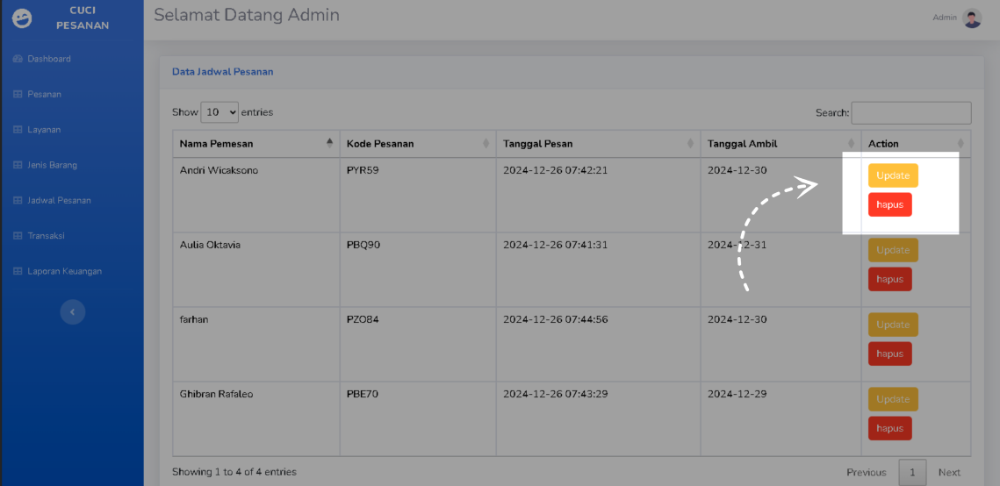 CUCI
PESANAN
Selamat Datang Admin
Admin
Dashboard
Pesanan
Layanan
Jenis Barang
Jadwal Pesanan
Transaksi
Laporan Keuangan
Data Jadwal Pesanan
Show 10 entries
Search:
Nama Pemesan Kode Pesanan Tanggal Pesan Tanggal Ambil Action
Andri Wicaksono PYR59 2024-12-26 07:42:21 2024-12-30 Update
hapus
Aulia Oktavia PBQ90 2024-12-26 07:41:31 2024-12-31 Update
hapus
farhan PZO84 2024-12-26 07:44:56 2024-12-30 Update
hapus
Ghibran Rafaleo PBE70 2024-12-26 07:43:29 2024-12-29 Update
hapus
Showing 1 to 4 of 4 entries
Previous 1 Next